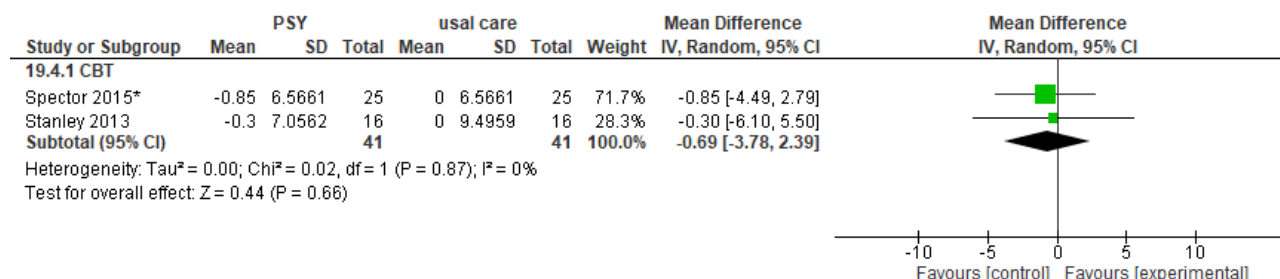 PSY usal care Mean Difference Mean Difference
Study or Subgroup Mean SD Total Mean SD Total Weight IV, Random, 95% CI IV, Random, 95% CI
19.4.1 CBT
Spector 2015* -0.85 6.5661 25 0 6.5661 25 71.7% -0.85 [-4.49, 2.79]
Stanley 2013 -0.3 7.0562 16 0 9.4959 16 28.3% -0.30 [-6.10, 5.50]
Subtotal (95% CI) 41 41 100.0% -0.69 [-3.78, 2.39]
Heterogeneity: Tau² = 0.00; Chi² = 0.02, df = 1 (P = 0.87); I² = 0%
Test for overall effect: Z = 0.44 (P = 0.66)
-10 -5 0 5 10
Favours [control] Favours [experimental]